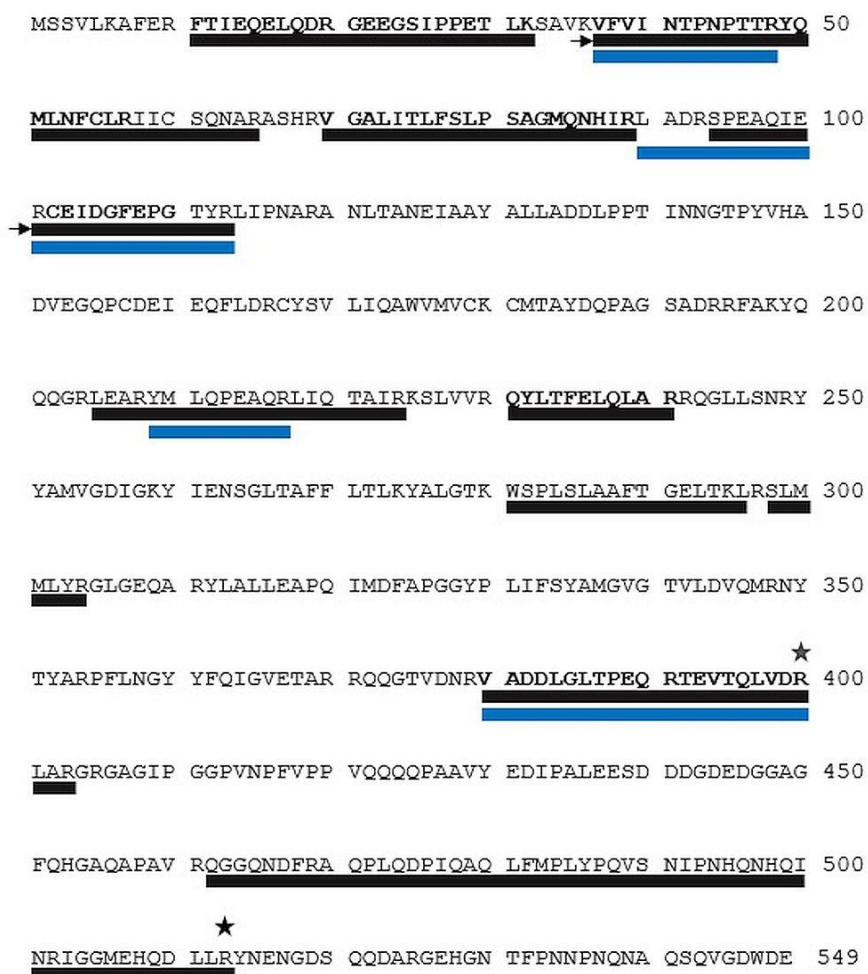 MSSVLKAFER FTIEQELQDR GEEGSIPPET LKSAVKVFVI NTPNPTTRYQ 50
MLNFCLRIIC SQNARASHRV GALITLFSLP SAGMQNHIRL ADRSPEAQIE 100
RCEIDGFEPG TYRLIPNARA NLTANEIAAY ALLADDLPPT INNGTPYVHA 150
DVEGQPCDEI EQFLDRCYSV LIQAWVMVCK CMTAYDQPAG SADRRFAKYQ 200
QQGRLEARYM LQPEAQRLIQ TAIRKSLVVR QYLTFELQLA RRQGLLSNRY 250
YAMVGDIGKY IENSGLTAFF LTLKYALGTK WSPLSLAAFT GELTKLRSLM 300
MLYRGLGEQA RYLALLEAPQ IMDFAPGGYP LIFSYAMGVG TVLDVQMRNY 350
TYARPFLNGY YFQIGVETAR RQQGTVDNRV ADDLGLTPEQ RTEVTQLVDR 400
LARGRGAGIP GGPVNPFVPP VQQQQPAAVY EDIPALEESD DDGDEDGGAG 450
FQHGAQAPAV RQGGQNDFRA QPLQDPIQAQ LFMPLYPQVS NIPNHQNHQI 500
NRIGGMEHQD LLRYNENGDS QQDARGEHGN TFPNNPNQNA QSQVGDWDE 549